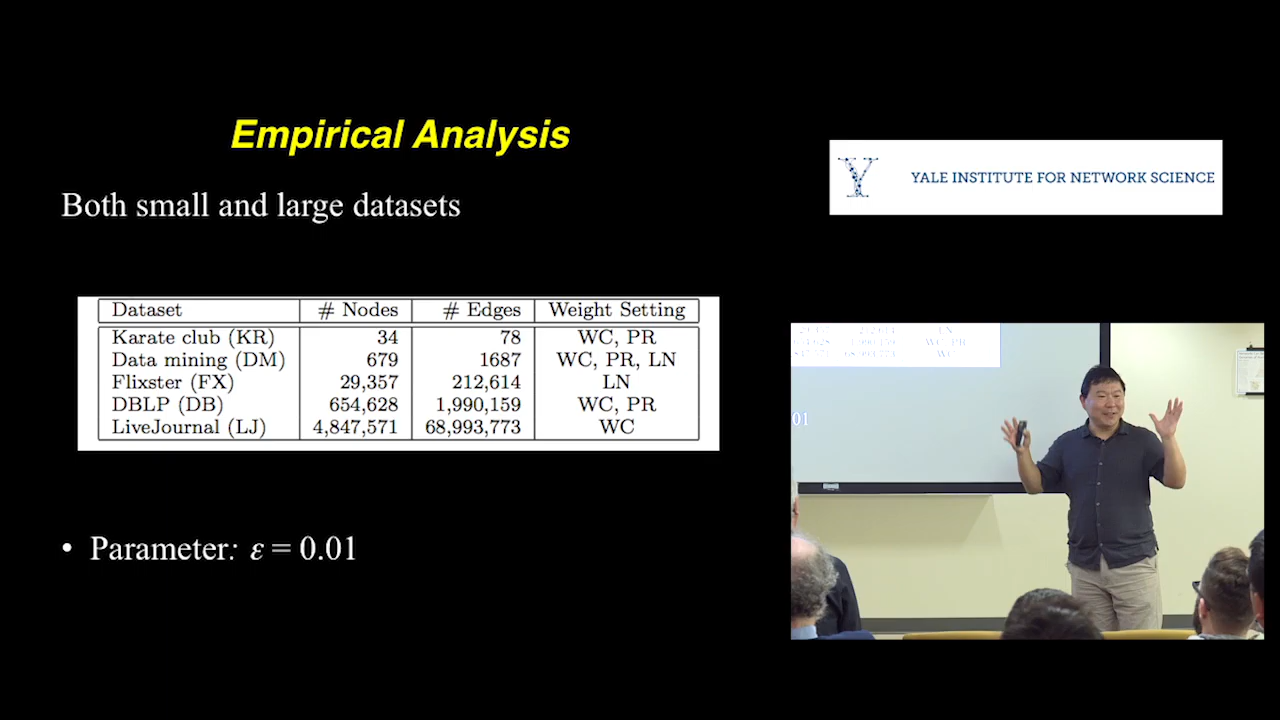 Empirical Analysis
Both small and large datasets
Dataset # Nodes # Edges Weight Setting
Karate club (KR) 34 78 WC, PR
Data mining (DM) 679 1687 WC, PR, LN
Flixster (FX) 29,357 212,614 LN
DBLP (DB) 654,628 1,990,159 WC, PR
LiveJournal (LJ) 4,847,571 68,993,773 WC
• Parameter: ε = 0.01
Y YALE INSTITUTE FOR NETWORK SCIENCE
01